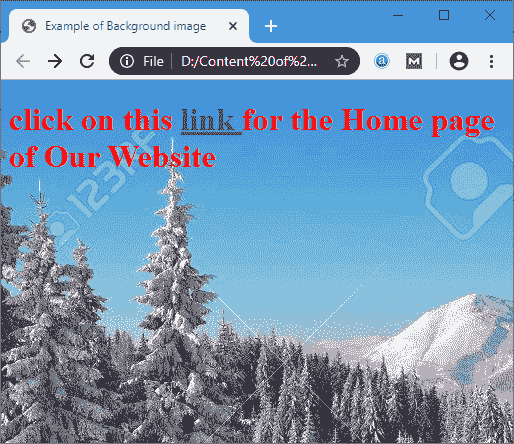 Example of Background image
File
D:/Content%20of%2...
click on this link for the Home page
of Our Website
123RF